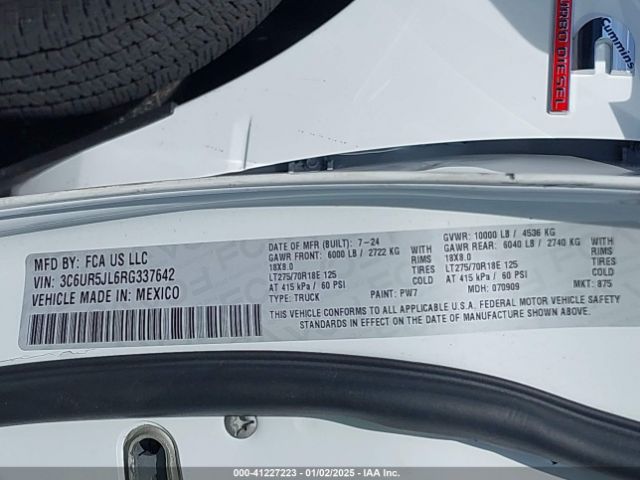 TURBO DIESEL
Cummins
MFD BY: FCA US LLC
VIN: 3C6UR5JL6RG337642
VEHICLE MADE IN: MEXICO
DATE OF MFR (BUILT): 7-24
GAWR FRONT: 6000 LB / 2722 KG WITH
18X8.0 RIMS
LT275/70R18E 125 TIRES
AT 415 kPa / 60 PSI COLD
TYPE: TRUCK PAINT: PW7
GVWR: 10000 LB / 4536 KG
GAWR REAR: 6040 LB / 2740 KG WITH
18X8.0 RIMS
LT275/70R18E 125 TIRES
AT 415 kPa / 60 PSI COLD
MDH: 070909 MKT: 875
THIS VEHICLE CONFORMS TO ALL APPLICABLE U.S.A. FEDERAL MOTOR VEHICLE SAFETY
STANDARDS IN EFFECT ON THE DATE OF MANUFACTURE SHOWN ABOVE.
000-41227223 - 01/02/2025 - IAA Inc.